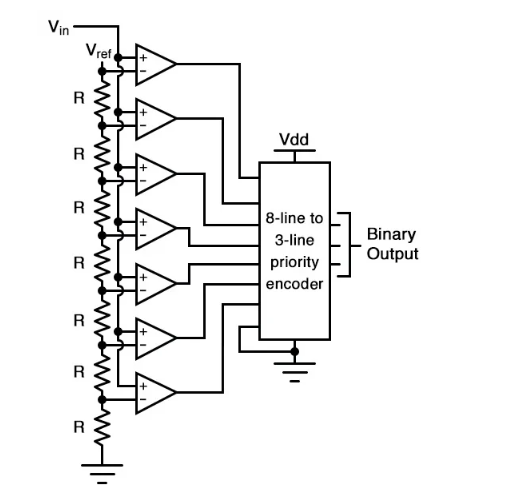 Vin
Vref
+
−
R
+
−
R
+
−
R
+
−
R
+
−
R
+
−
R
+
−
R
Vdd
8-line to
3-line
priority
encoder
Binary
Output